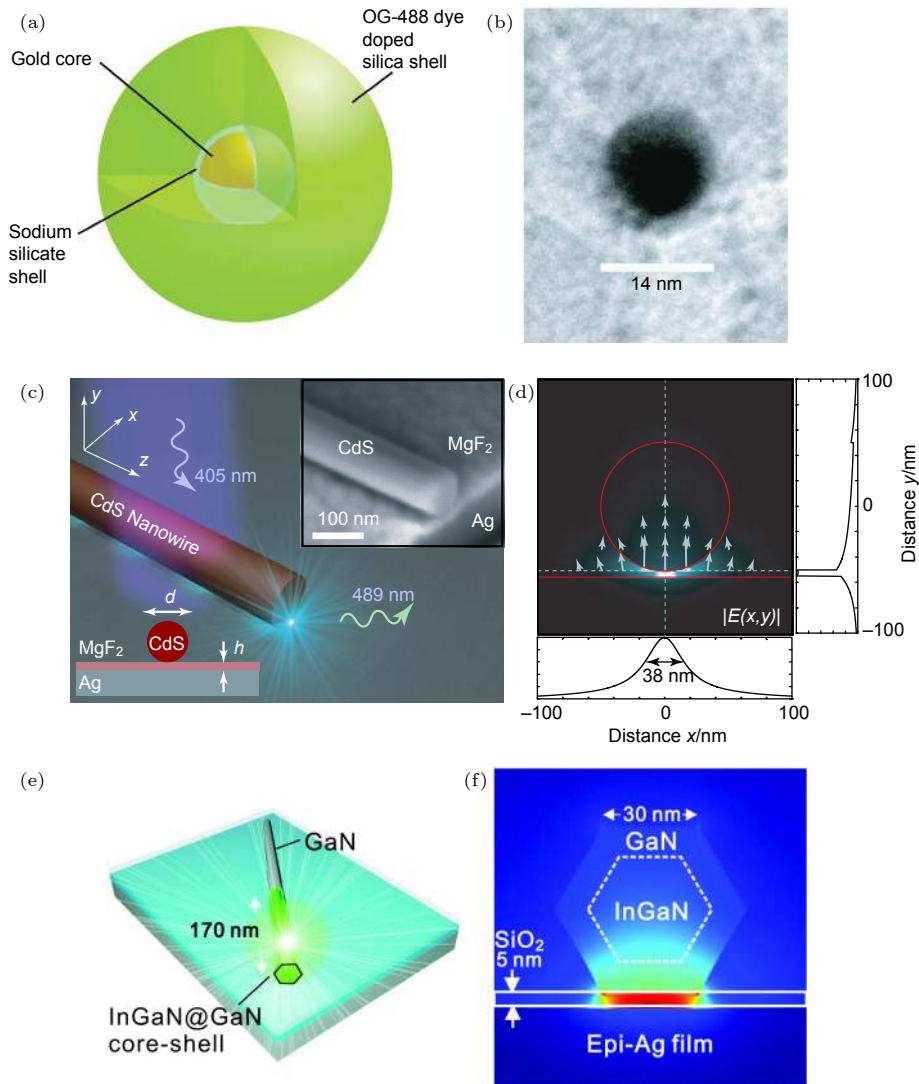 (a)
OG-488 dye
doped
silica shell
Gold core
Sodium
silicate
shell
(b)
14 nm
(c)
y
x
z
405 nm
CdS Nanowire
CdS
MgF₂
Ag
100 nm
489 nm
d
CdS
h
MgF₂
Ag
(d)
|E(x,y)|
100
0
−100
Distance y/nm
38 nm
−100
0
100
Distance x/nm
(e)
GaN
170 nm
InGaN@GaN
core-shell
(f)
30 nm
GaN
InGaN
SiO₂
5 nm
Epi-Ag film